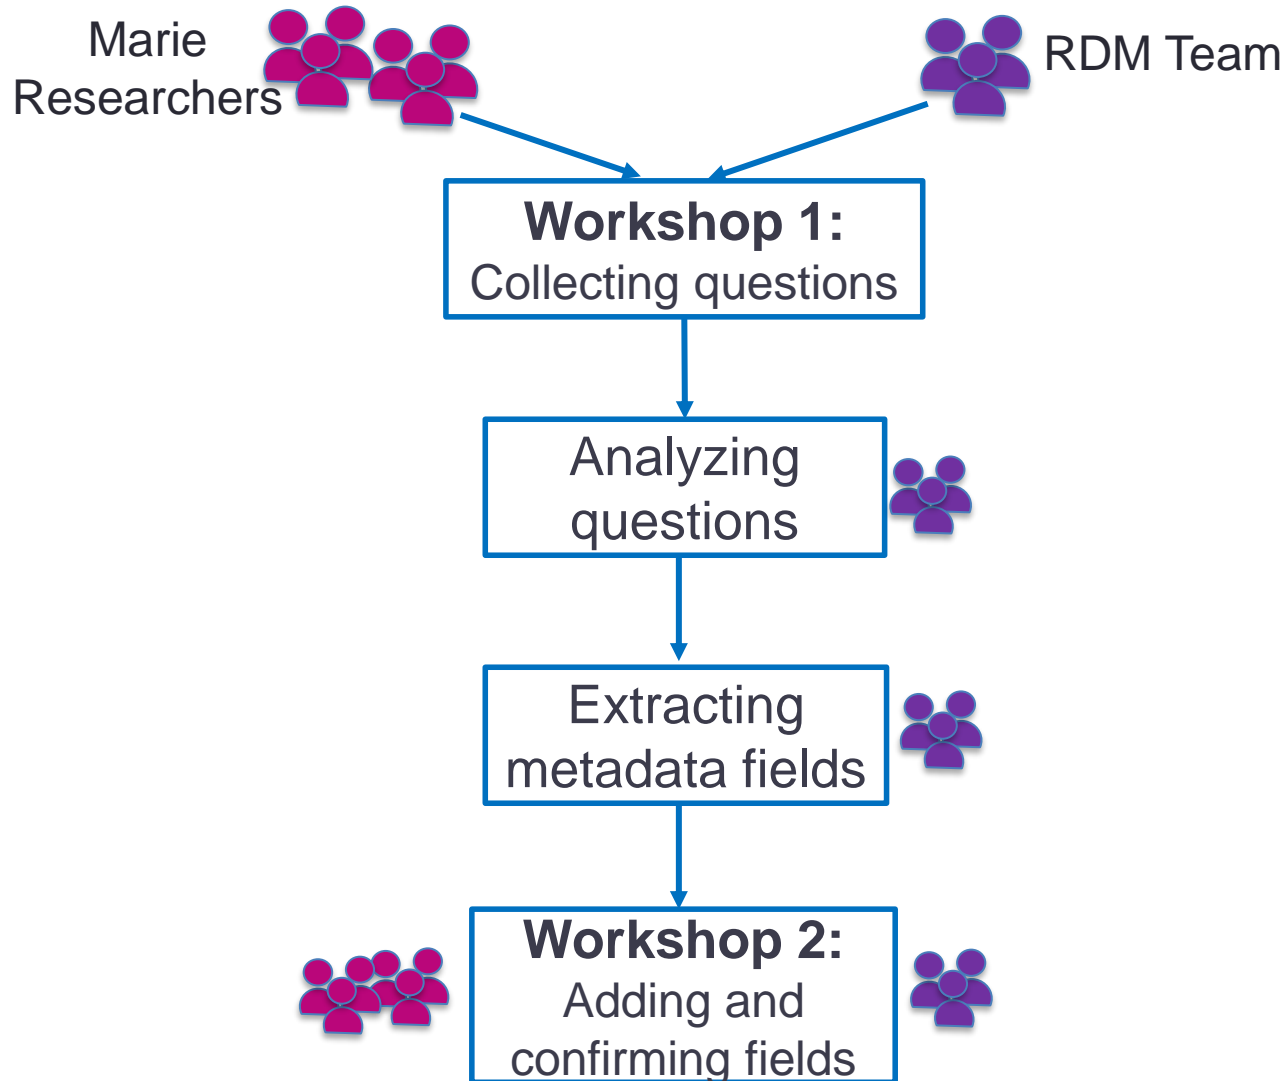 Marie
Researchers
RDM Team
Workshop 1:
Collecting questions
Analyzing
questions
Extracting
metadata fields
Workshop 2:
Adding and
confirming fields